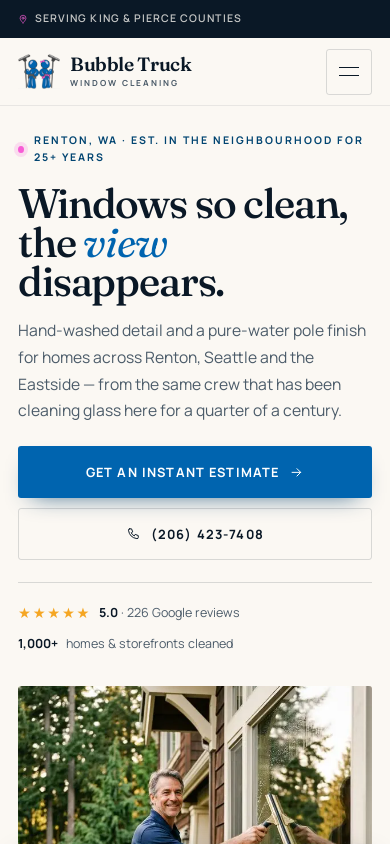 SERVING KING & PIERCE COUNTIES
Bubble Truck
WINDOW CLEANING
RENTON, WA · EST. IN THE NEIGHBOURHOOD FOR
25+ YEARS
Windows so clean,
the view
disappears.
Hand-washed detail and a pure-water pole finish
for homes across Renton, Seattle and the
Eastside — from the same crew that has been
cleaning glass here for a quarter of a century.
GET AN INSTANT ESTIMATE →
(206) 423-7408
★★★★★ 5.0 · 226 Google reviews
1,000+ homes & storefronts cleaned